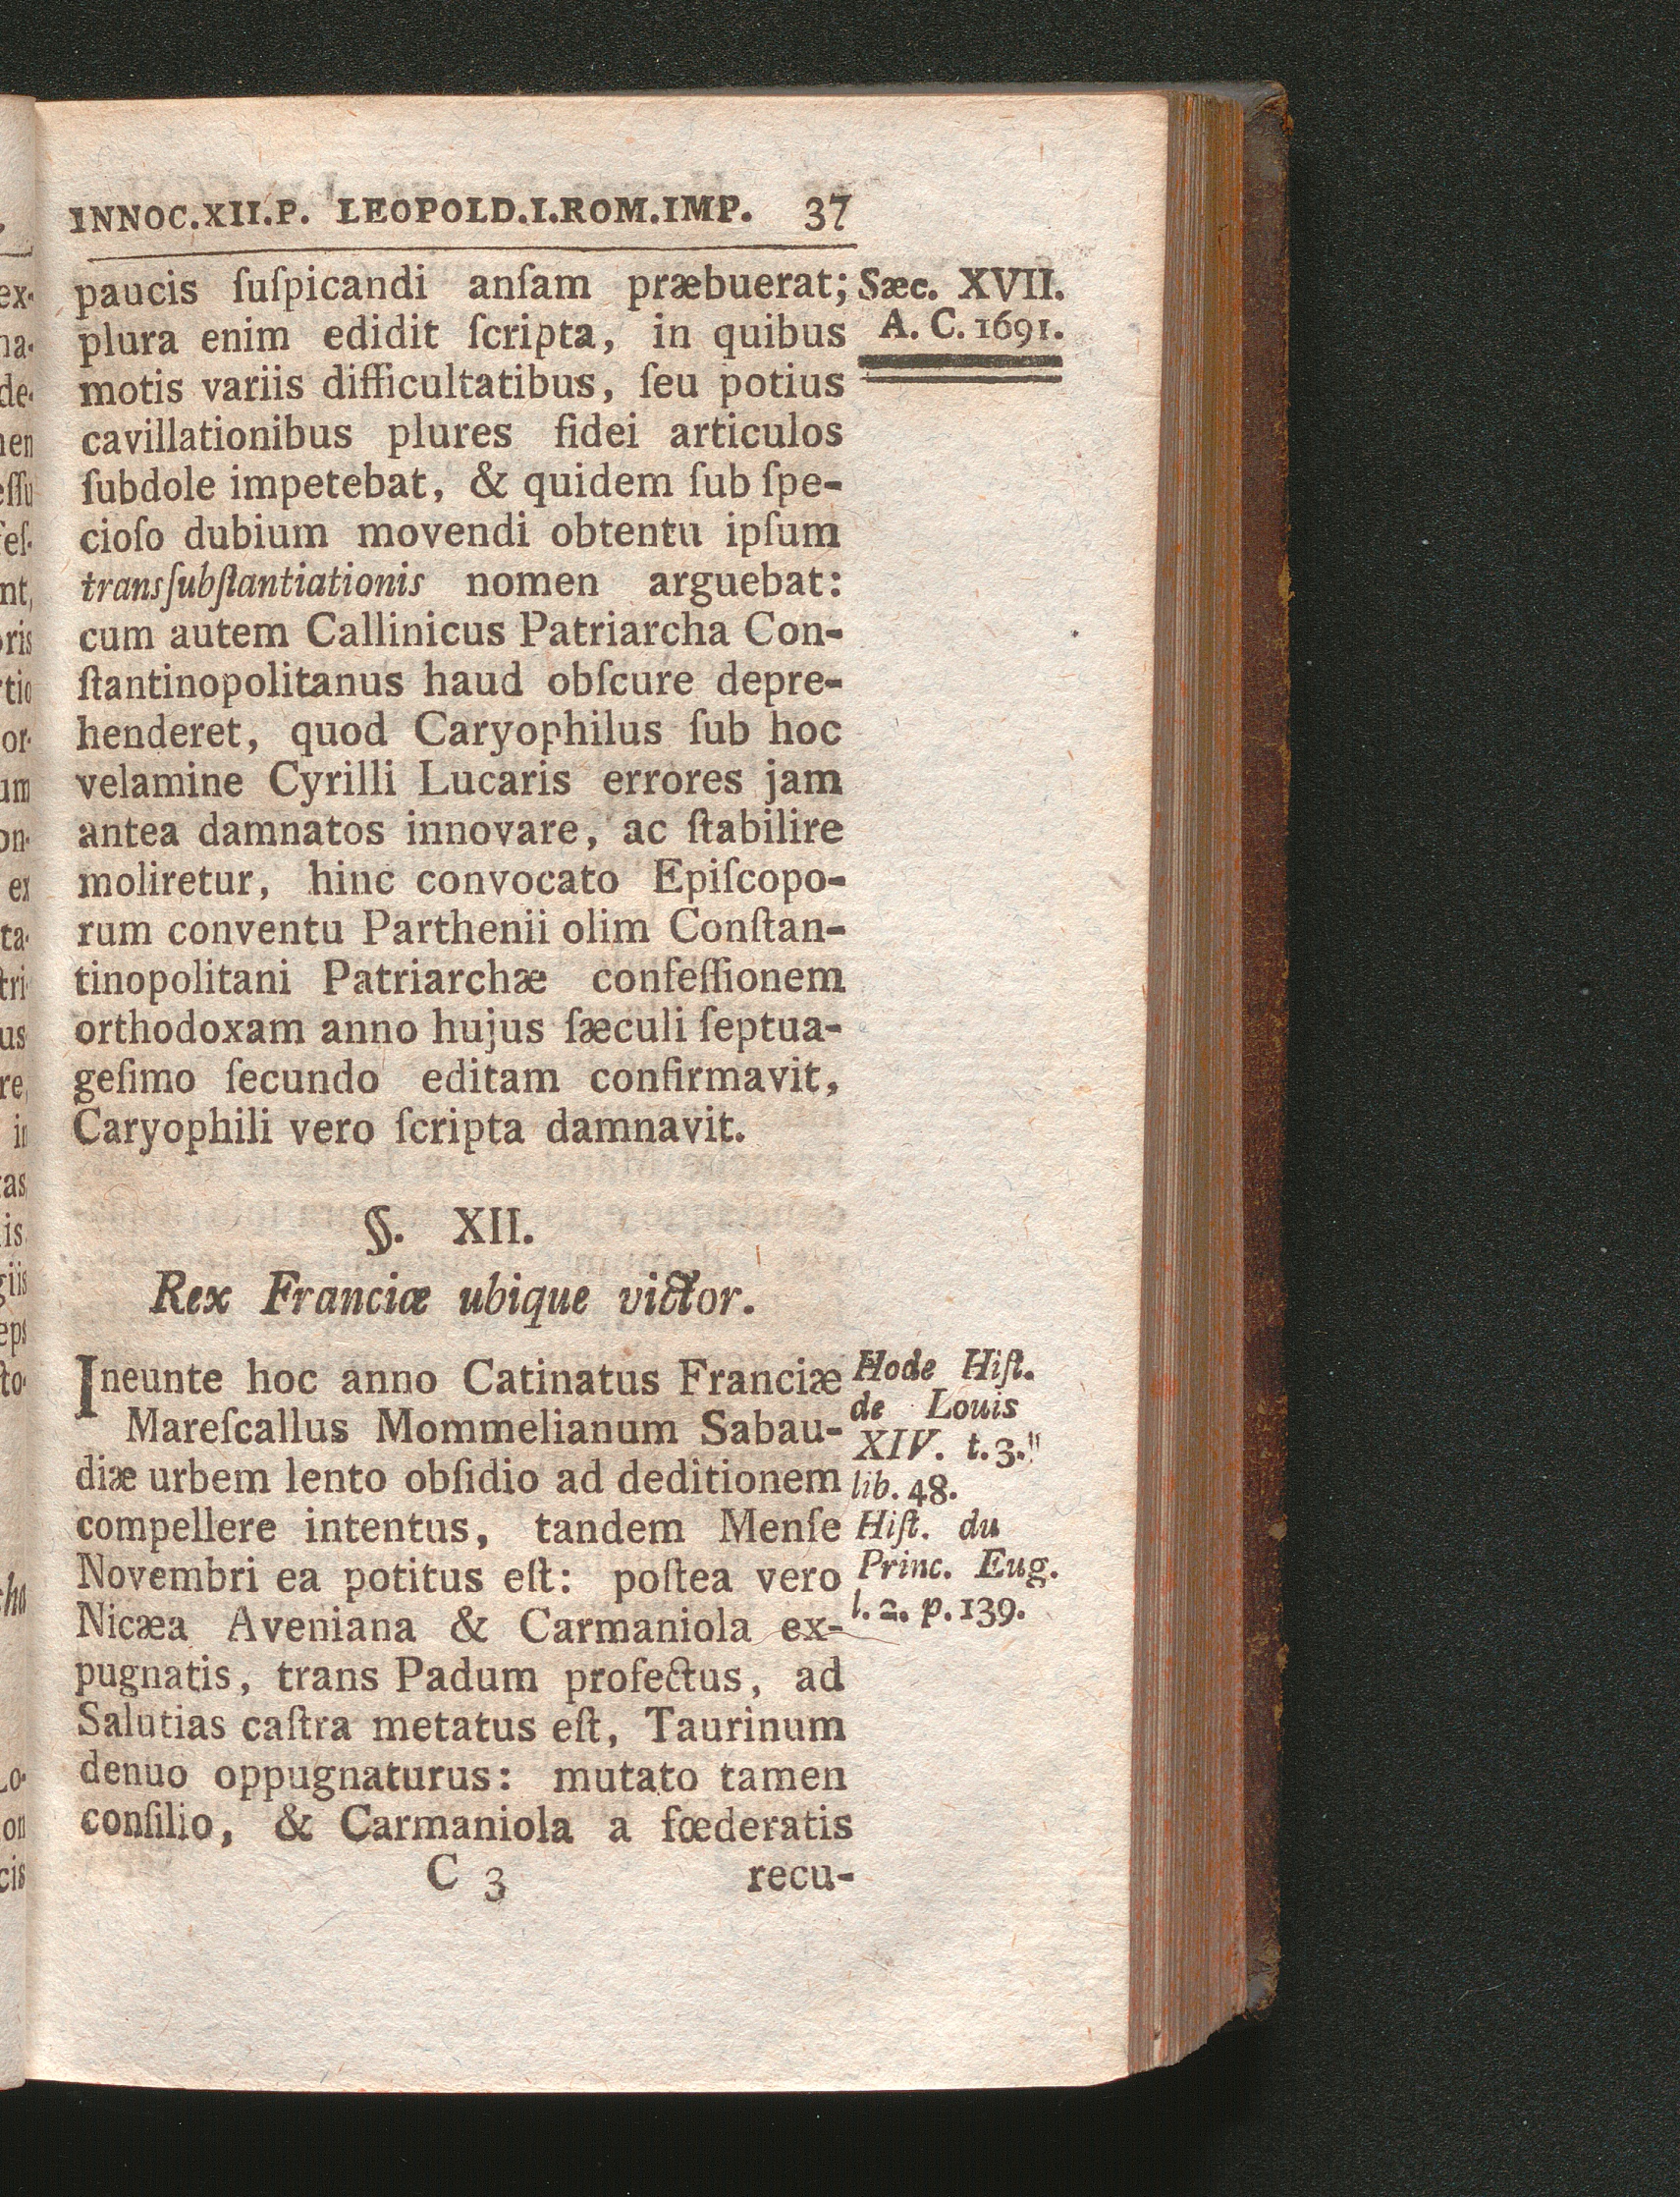 INNOC.XII.P. LEOPOLD.I.ROM.IMP. 37
paucis ſuſpicandi anſam præbuerat;
plura enim edidit ſcripta, in quibus
motis variis difficultatibus, ſeu potius
cavillationibus plures fidei articulos
ſubdole impetebat, & quidem ſub ſpe-
cioſo dubium movendi obtentu ipſum
transſubſtantiationis nomen arguebat:
cum autem Callinicus Patriarcha Con-
ſtantinopolitanus haud obſcure depre-
henderet, quod Caryophilus ſub hoc
velamine Cyrilli Lucaris errores jam
antea damnatos innovare, ac ſtabilire
moliretur, hinc convocato Epiſcopo-
rum conventu Parthenii olim Conſtan-
tinopolitani Patriarchæ confeſſionem
orthodoxam anno hujus ſæculi ſeptua-
geſimo ſecundo editam confirmavit,
Caryophili vero ſcripta damnavit.
Sæc. XVII.
A. C. 1691.
§. XII.
Rex Franciæ ubique victor.
Ineunte hoc anno Catinatus Franciæ
Mareſcallus Mommelianum Sabau-
diæ urbem lento obſidio ad deditionem
compellere intentus, tandem Menſe
Novembri ea potitus eſt: poſtea vero
Nicæa Aveniana & Carmaniola ex-
pugnatis, trans Padum profectus, ad
Salutias caſtra metatus eſt, Taurinum
denuo oppugnaturus: mutato tamen
conſilio, & Carmaniola a fœderatis
Hode Hiſt.
de Louis
XIV. t.3.
lib. 48.
Hiſt. du
Princ. Eug.
l. 2. p. 139.
C 3 recu-